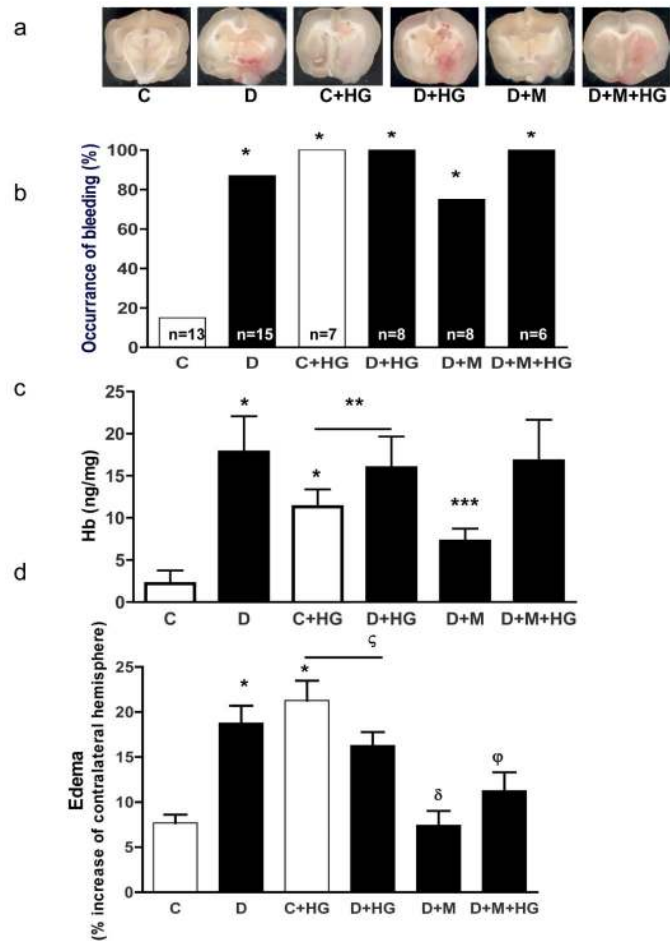 a
C D C+HG D+HG D+M D+M+HG
b
Occurrance of bleeding (%)
100
80
60
40
20
0
* * * * *
n=13 n=15 n=7 n=8 n=8 n=6
C D C+HG D+HG D+M D+M+HG
c
Hb (ng/mg)
25
20
15
10
5
0
* * ** ***
C D C+HG D+HG D+M D+M+HG
d
Edema
(% increase of contralateral hemisphere)
25
20
15
10
5
0
* * ς δ φ
C D C+HG D+HG D+M D+M+HG